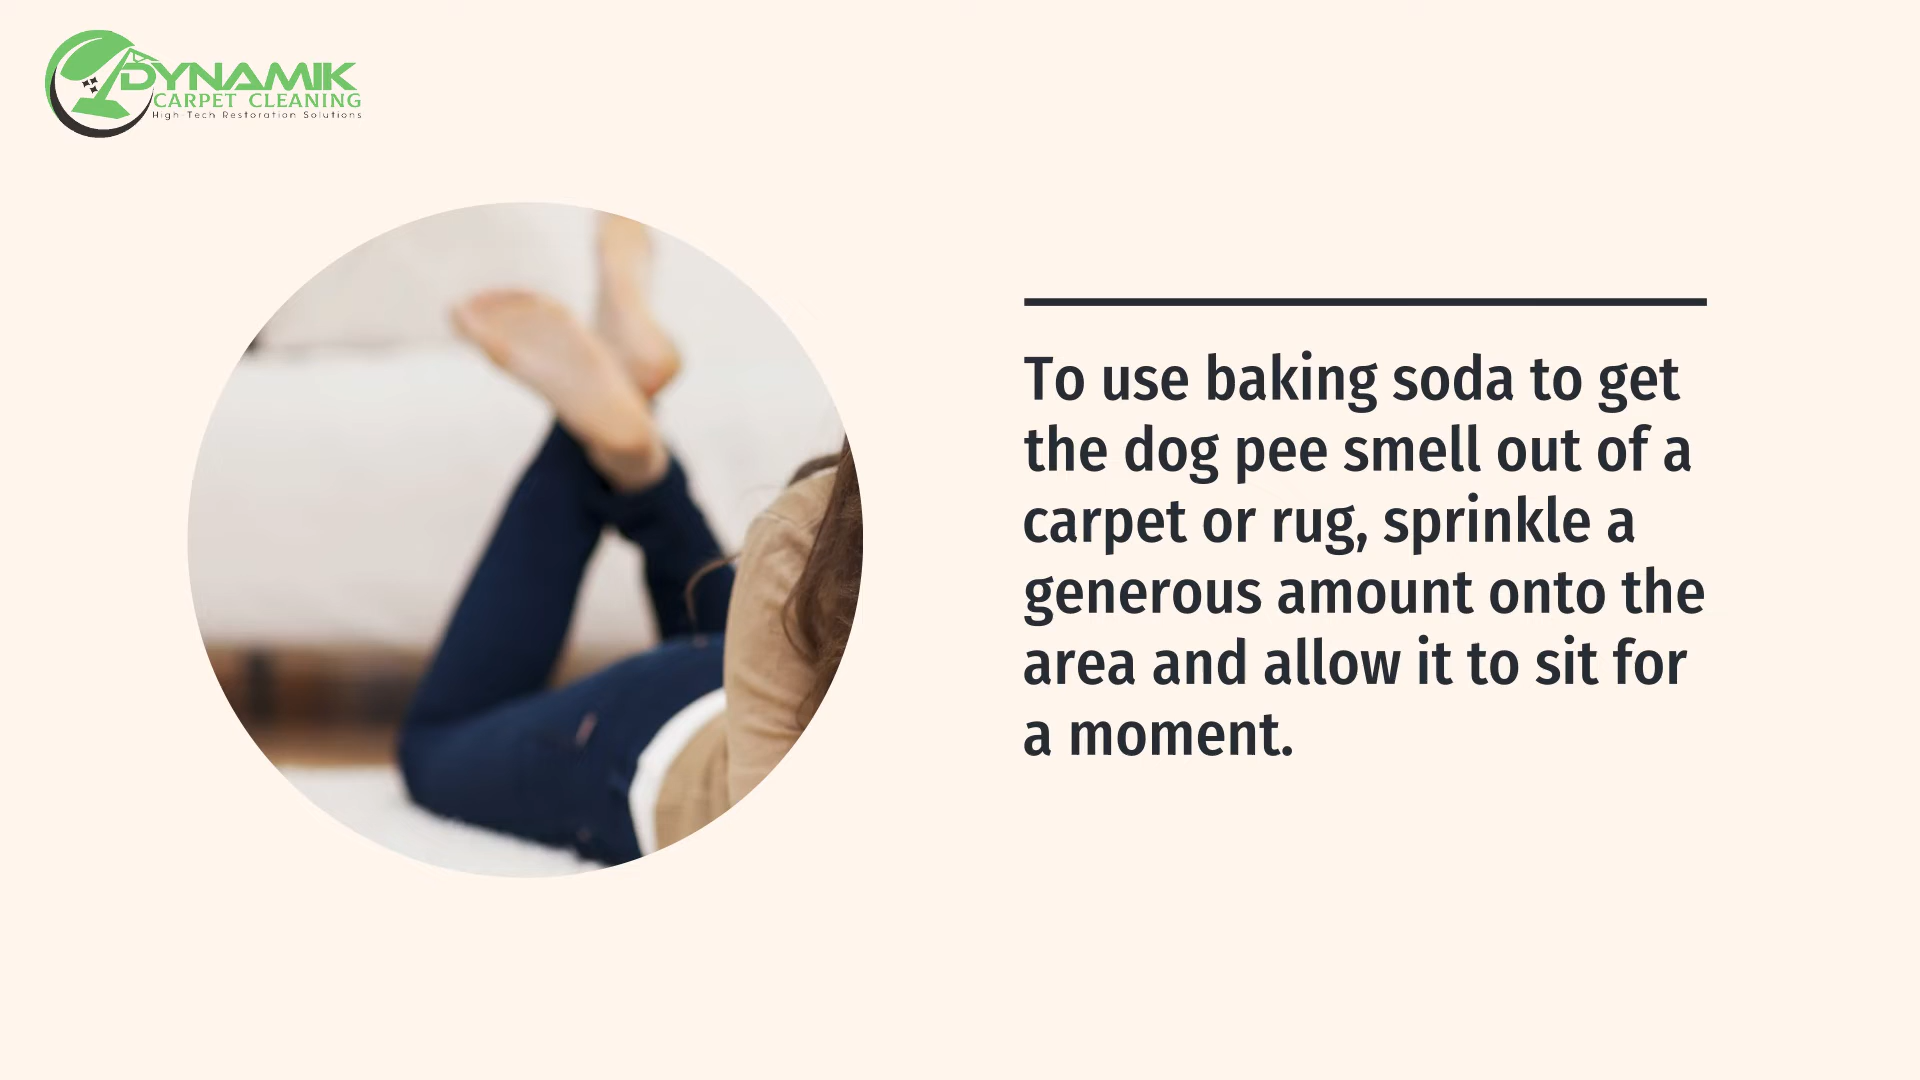 DYNAMIK
CARPET CLEANING
High-Tech Restoration Solutions
To use baking soda to get
the dog pee smell out of a
carpet or rug, sprinkle a
generous amount onto the
area and allow it to sit for
a moment.